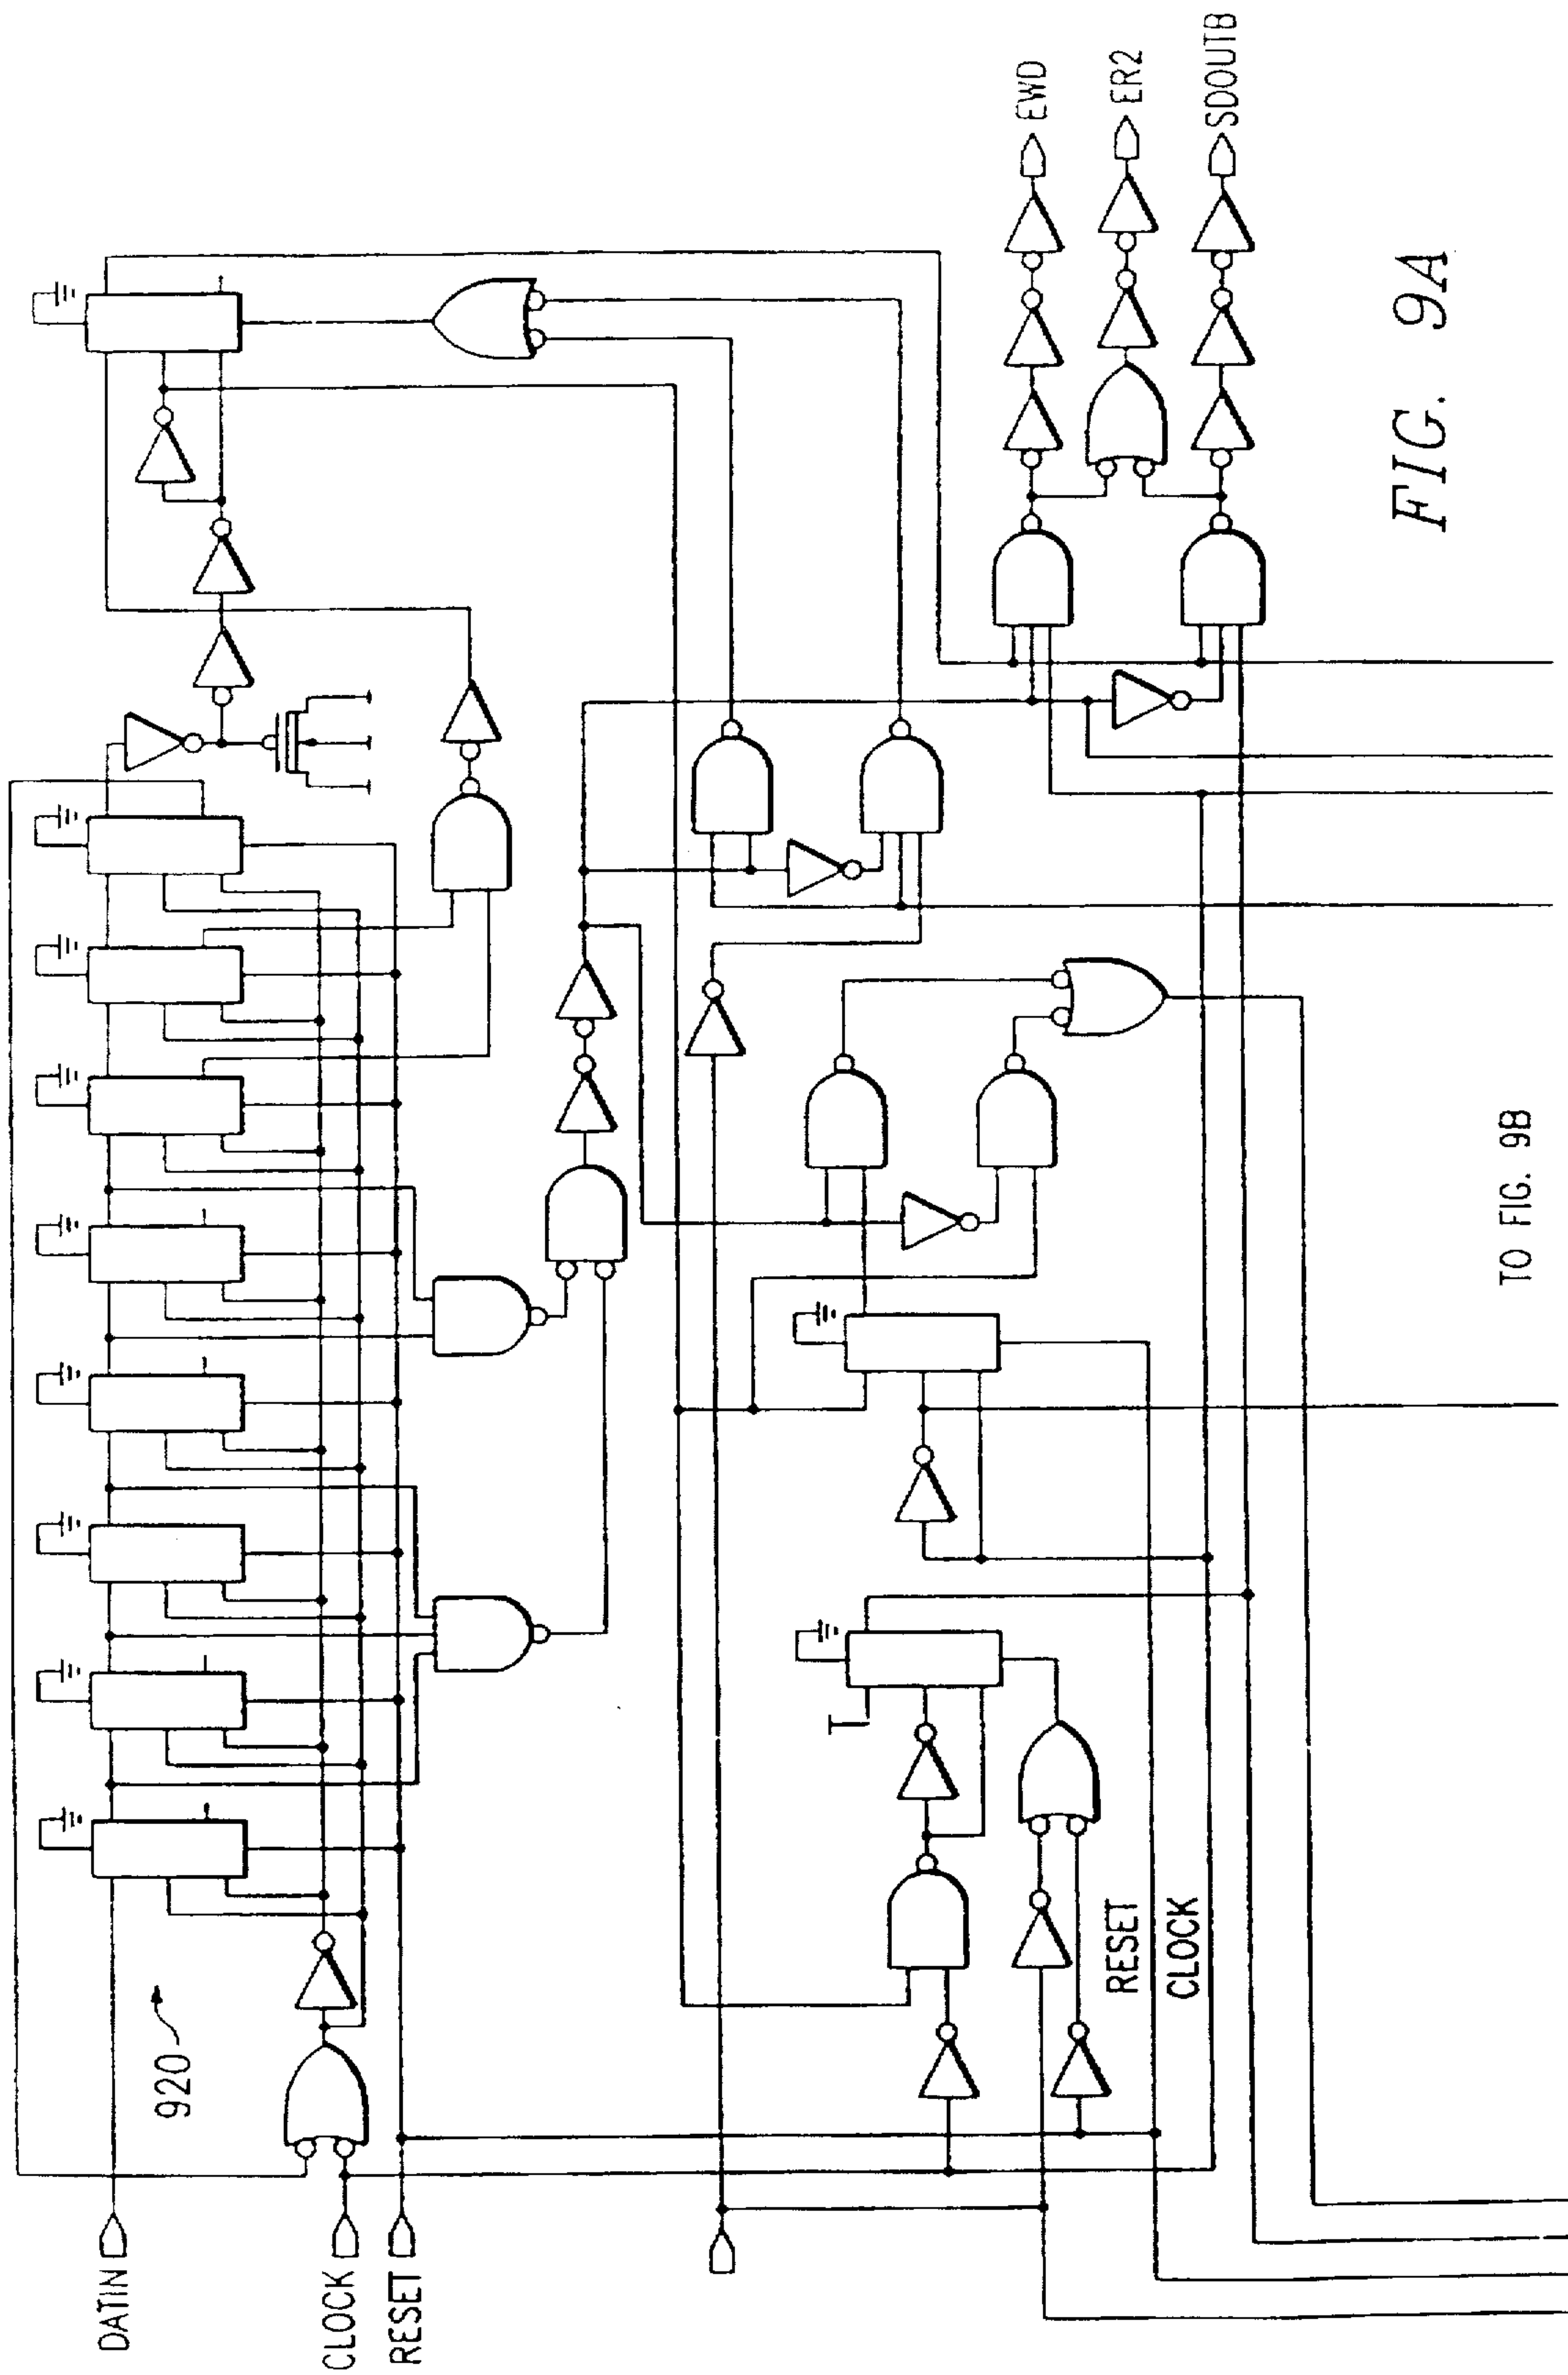 DATIN
CLOCK
RESET
920
RESET
CLOCK
EWD
ER2
SDOUTB
TO FIG. 9B
FIG. 9A